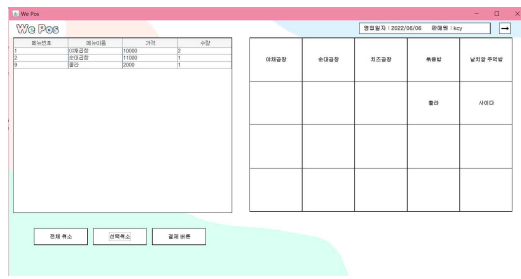 We Pos
We Pos
영업일자 : 2022/06/06 판매원 : kcy
메뉴번호 메뉴이름 가격 수량
1 야채곱창 10000 2
2 순대곱창 11000 1
9 콜라 2000 1
야채곱창 순대곱창 치즈곱창 볶음밥 날치알 주먹밥
콜라 사이다
전체 취소 선택취소 결제 버튼